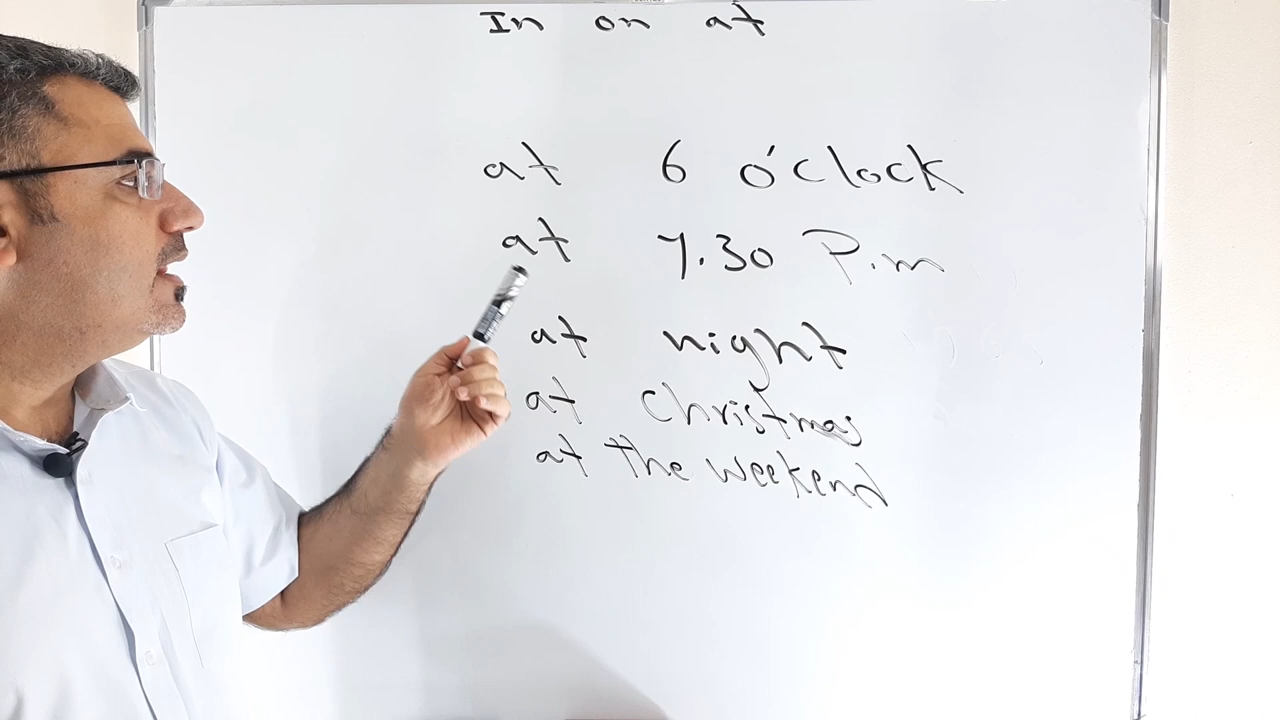 In on at
at 6 o'clock
at 7.30 P.m
at night
at christmas
at the weekend